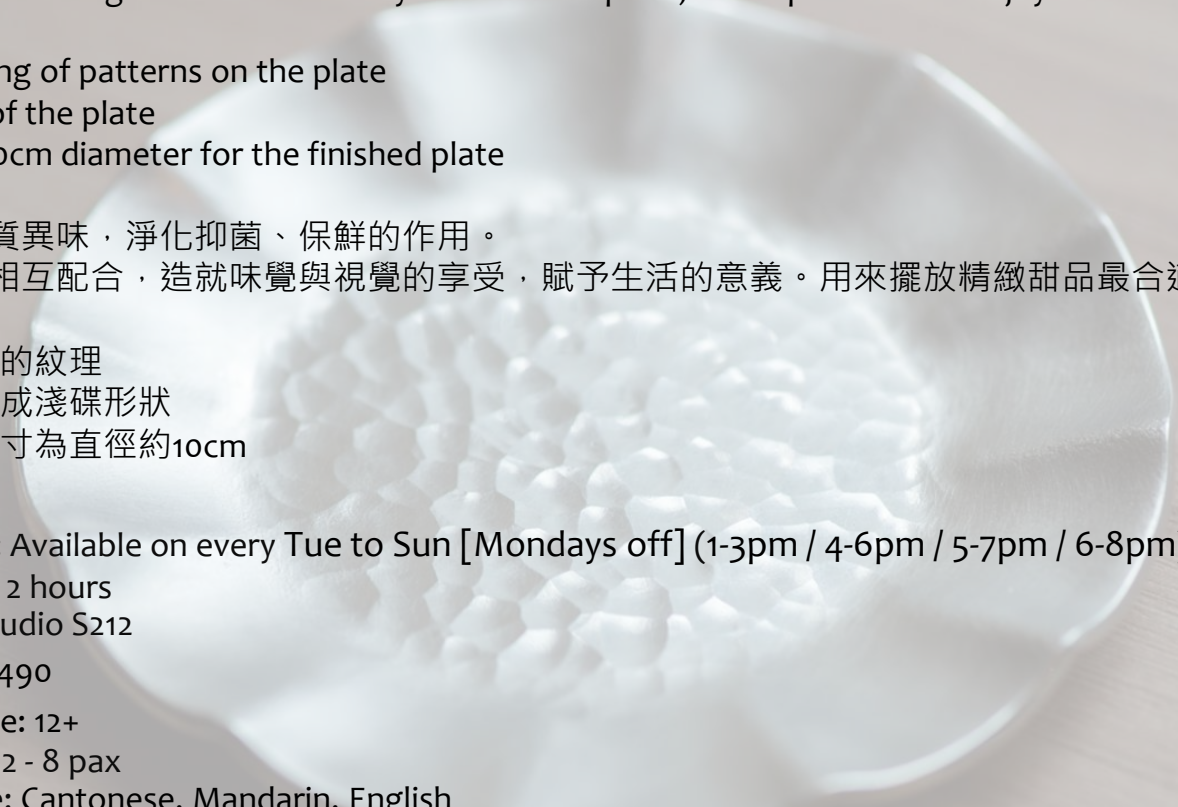 ng of patterns on the plate
of the plate
0cm diameter for the finished plate
質異味，淨化抑菌、保鮮的作用。
相互配合，造就味覺與視覺的享受，賦予生活的意義。用來擺放精緻甜品最合適
的紋理
成淺碟形狀
寸為直徑約10cm
: Available on every Tue to Sun [Mondays off] (1-3pm / 4-6pm / 5-7pm / 6-8pm
2 hours
udio S212
490
e: 12+
2 - 8 pax
e: Cantonese, Mandarin, English